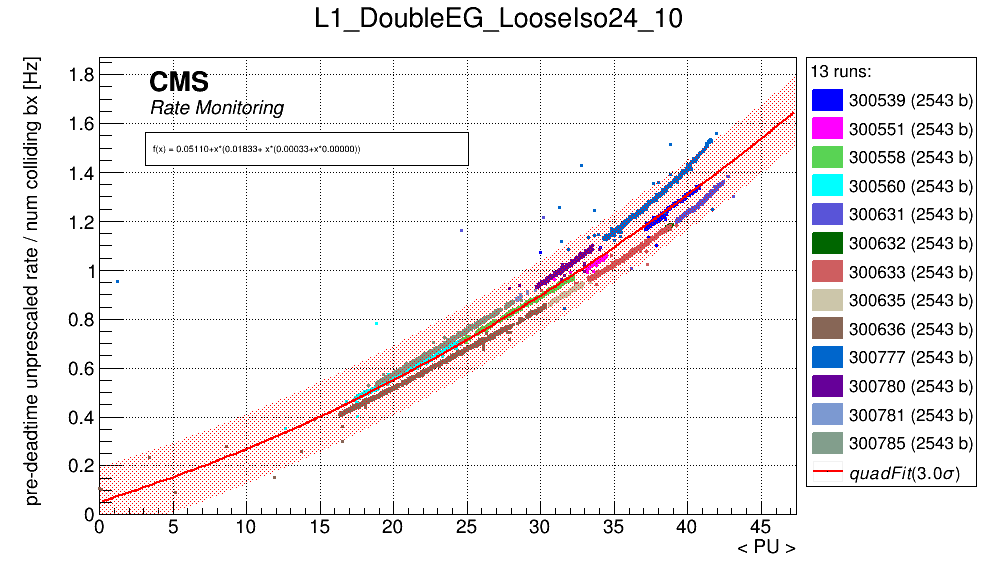 L1_DoubleEG_LooseIso24_10
pre-deadtime unprescaled rate / num colliding bx [Hz]
CMS
Rate Monitoring
f(x) = 0.05110+x*(0.01833+ x*(0.00033+x*0.00000))
1.8
1.6
1.4
1.2
1
0.8
0.6
0.4
0.2
0
0 5 10 15 20 25 30 35 40 45
< PU >
13 runs:
300539 (2543 b)
300551 (2543 b)
300558 (2543 b)
300560 (2543 b)
300631 (2543 b)
300632 (2543 b)
300633 (2543 b)
300635 (2543 b)
300636 (2543 b)
300777 (2543 b)
300780 (2543 b)
300781 (2543 b)
300785 (2543 b)
quadFit(3.0σ)